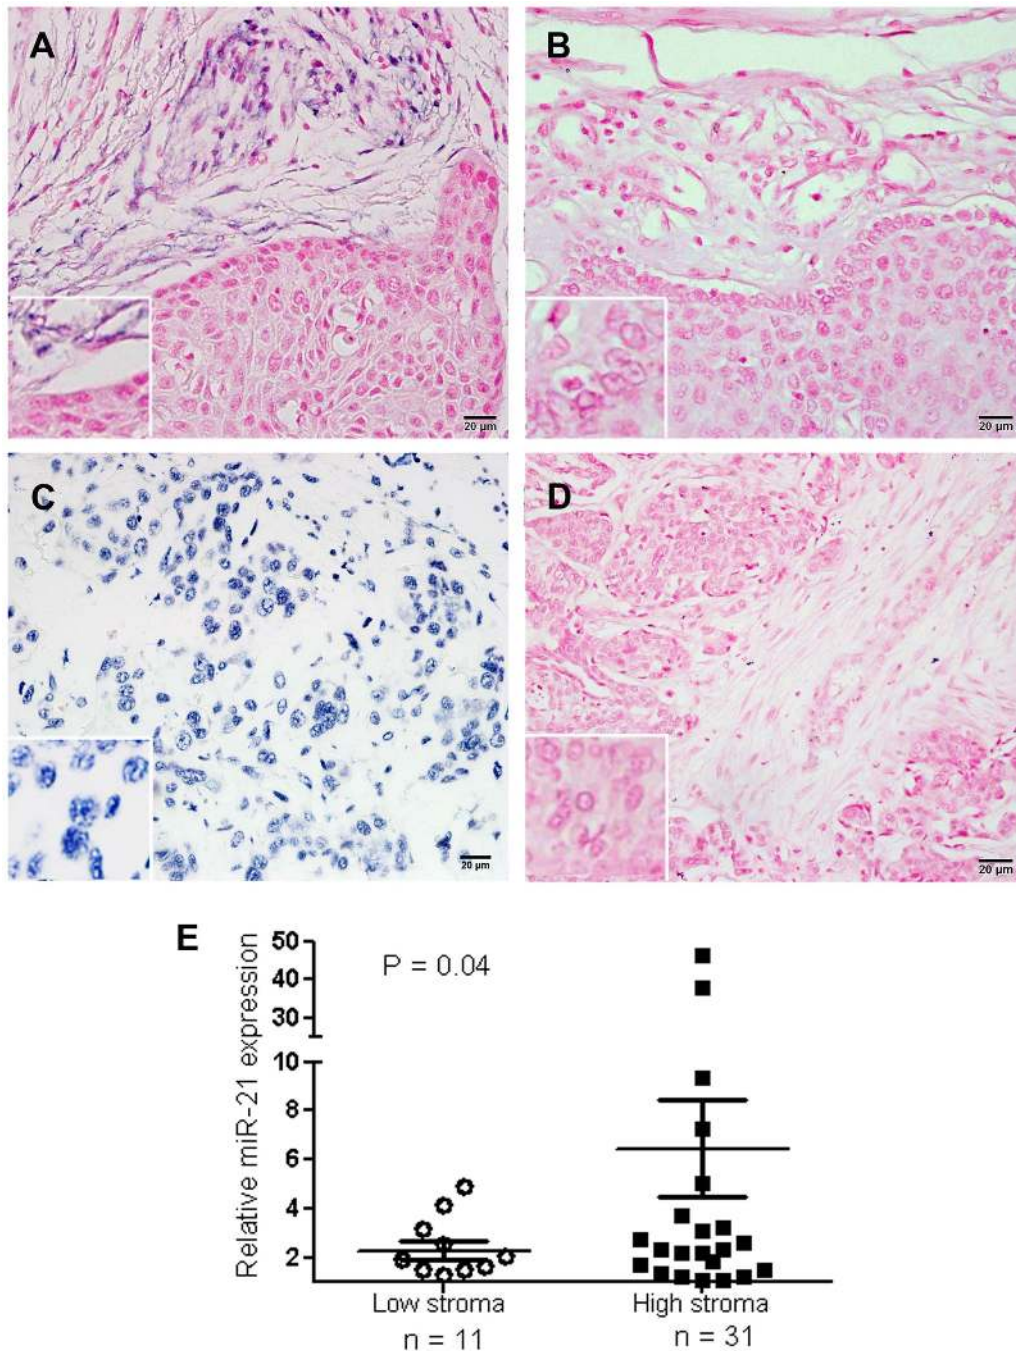 A
B
20 µm
20 µm
C
D
20 µm
20 µm
E
Relative miR-21 expression
50
40
30
10
8
6
4
2
P = 0.04
Low stroma
High stroma
n = 11
n = 31